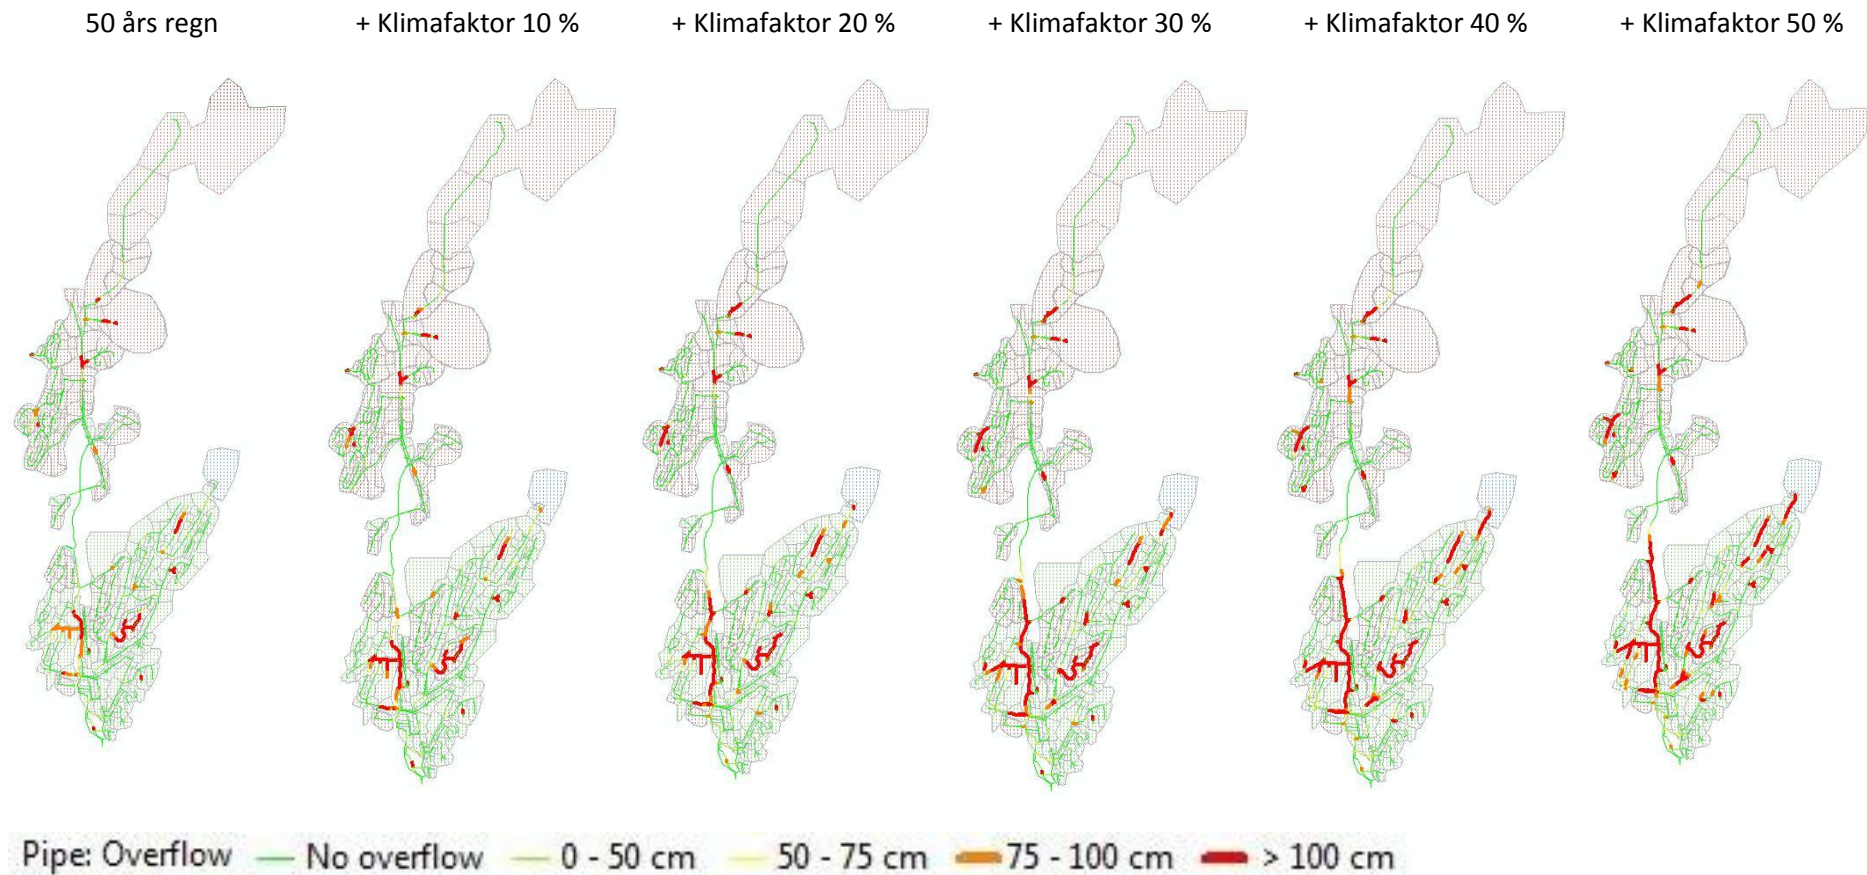 50 års regn + Klimafaktor 10 % + Klimafaktor 20 % + Klimafaktor 30 % + Klimafaktor 40 % + Klimafaktor 50 %
Pipe: Overflow No overflow 0 - 50 cm 50 - 75 cm 75 - 100 cm > 100 cm